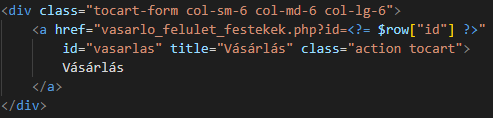 <div class="tocart-form col-sm-6 col-md-6 col-lg-6">
<a href="vasarlo_felulet_festekek.php?id=<?= $row["id"] ?>"
id="vasarlas" title="Vásárlás" class="action tocart">
Vásárlás
</a>
</div>